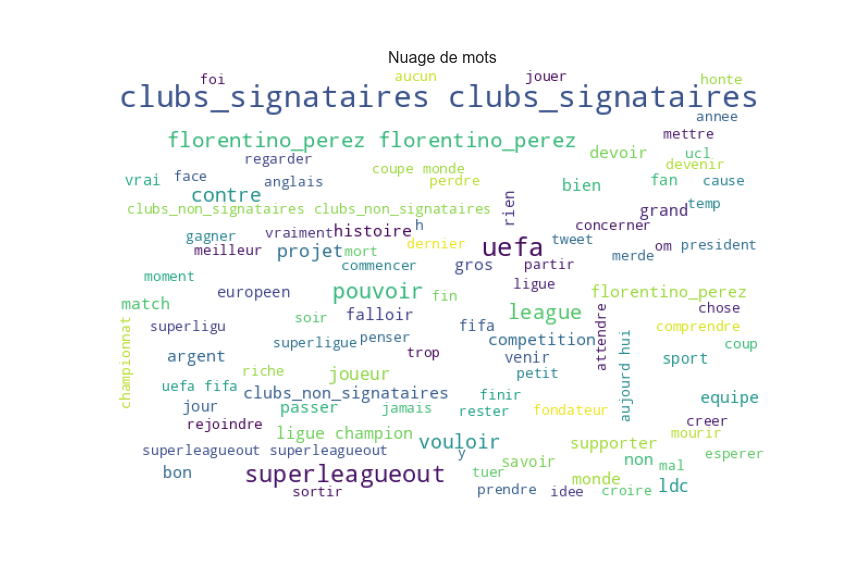 Nuage de mots
foi aucun jouer honte
clubs_signataires clubs_signataires
annee
florentino_perez florentino_perez mettre
regarder devoir ucl
coupe monde devenir
vrai face anglais perdre bien fan cause
contre
clubs_non_signataires clubs_non_signataires rien grand temp
histoire h concerner
gagner vraiment dernier uefa tweet om president
meilleur projet mort merde
commencer gros partir
moment ligue
europeen pouvoir fin florentino_perez
match league chose
soir falloir
superligu fifa attendre comprendre
superligue penser competition aujourd hui coup
argent trop venir sport
riche joueur petit championnat
uefa fifa clubs_non_signataires finir equipe
jour passer jamais rester fondateur
rejoindre creer
ligue champion vouloir supporter mourir
superleagueout superleagueout y esperer
bon superleagueout savoir non mal
tuer monde
sortir prendre idee croire ldc